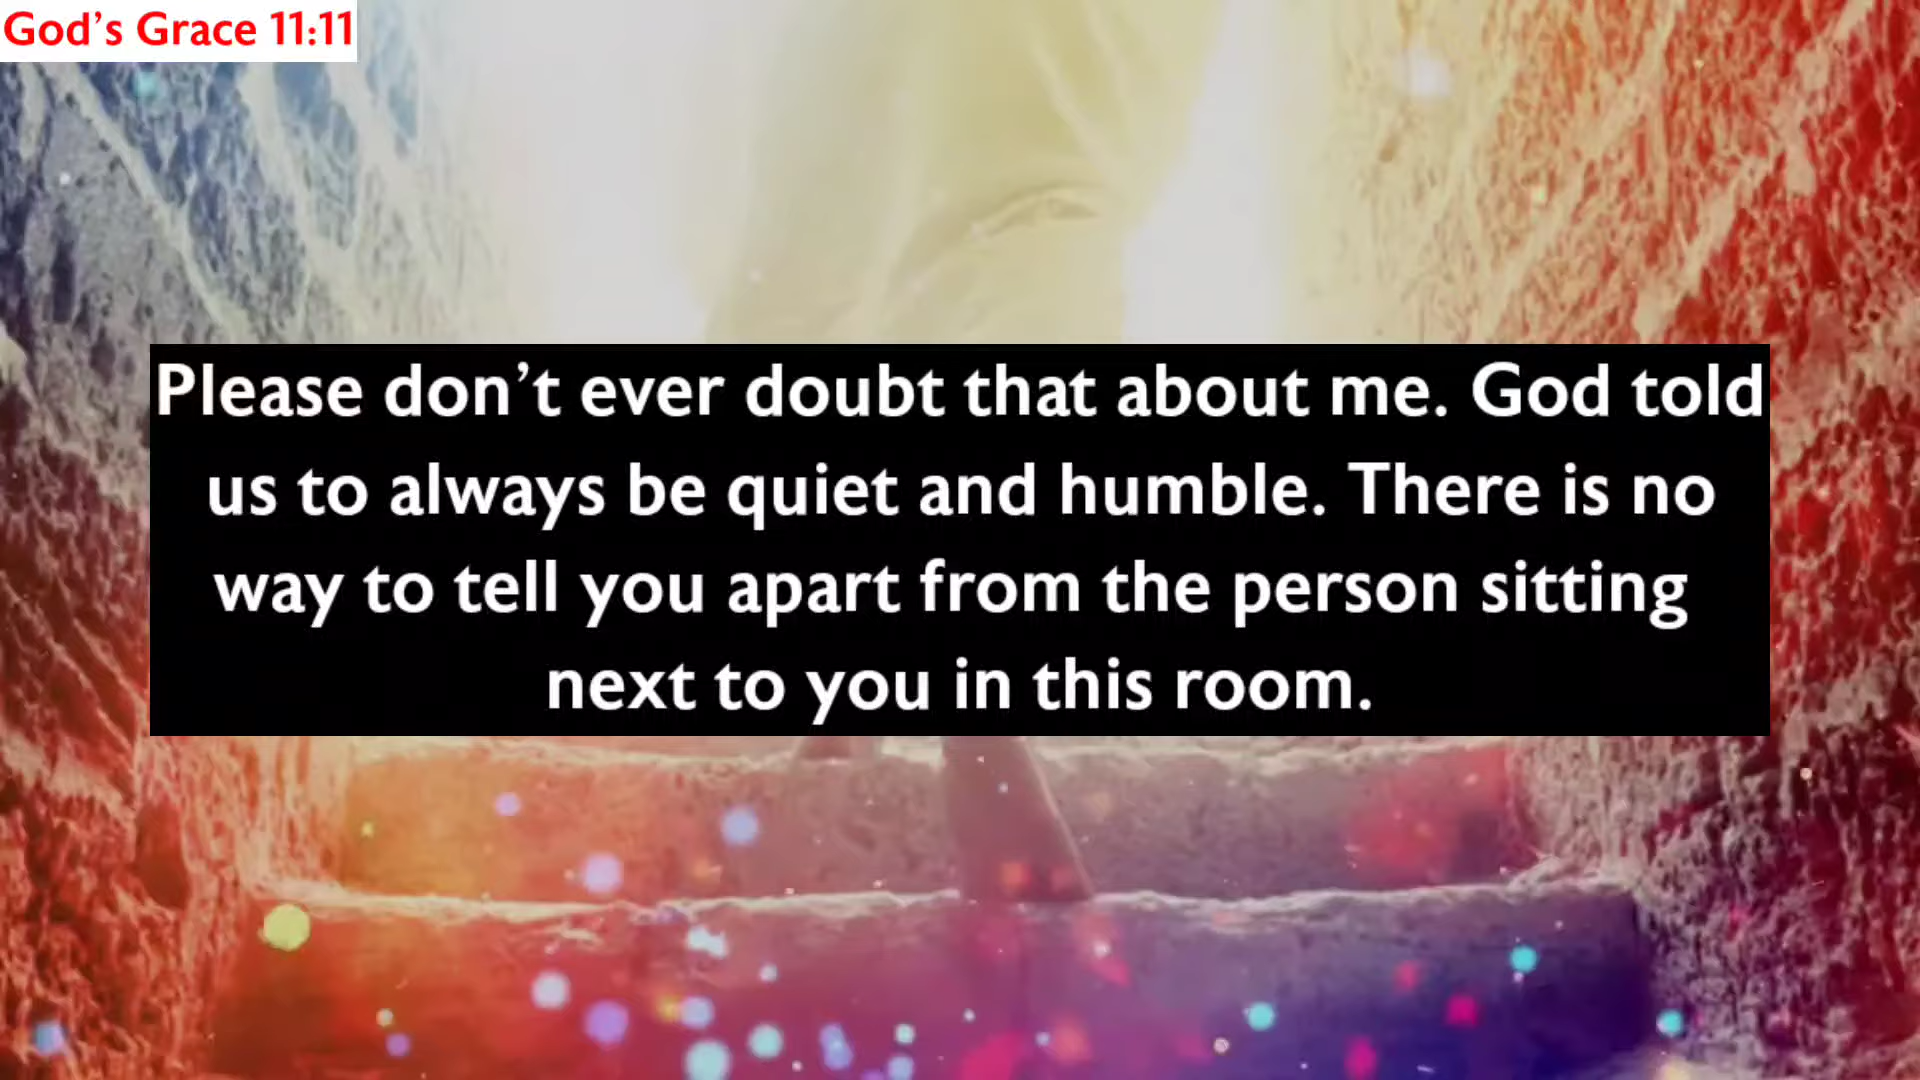 God’s Grace 11:11
Please don’t ever doubt that about me. God told
us to always be quiet and humble. There is no
way to tell you apart from the person sitting
next to you in this room.